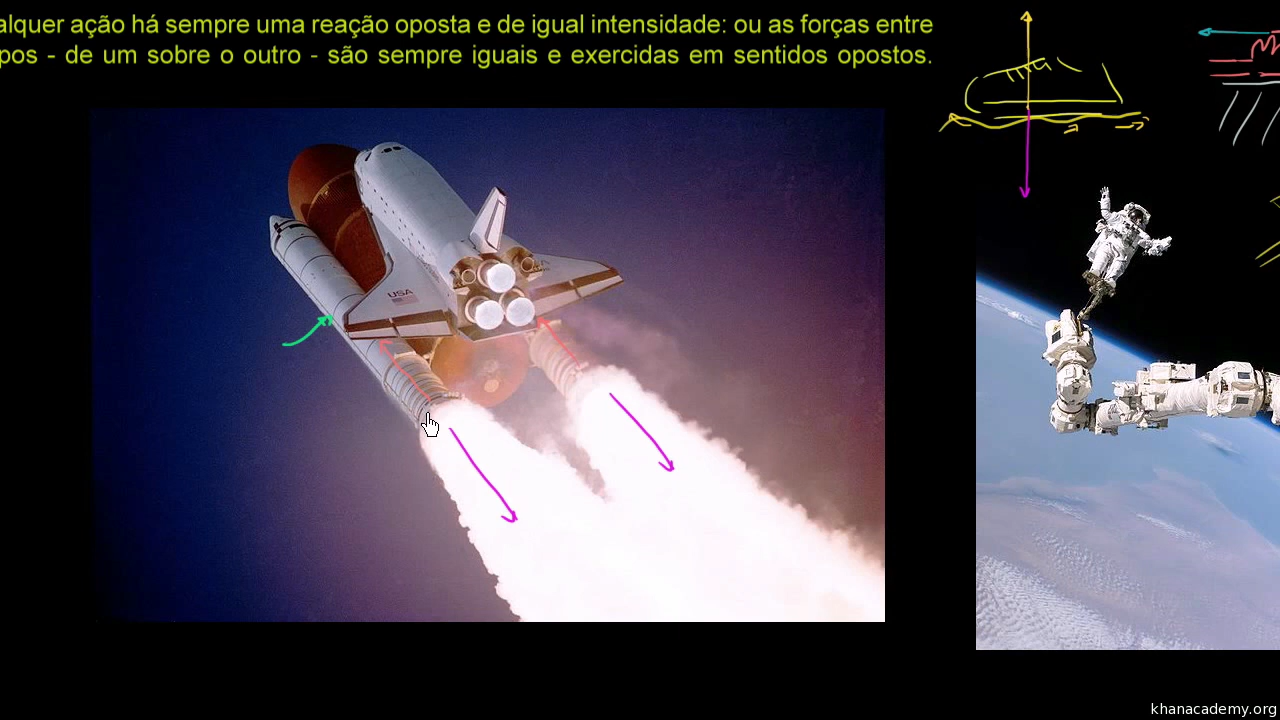 alquer ação há sempre uma reação oposta e de igual intensidade: ou as forças entre
pos - de um sobre o outro - são sempre iguais e exercidas em sentidos opostos.
USA
khanacademy.org